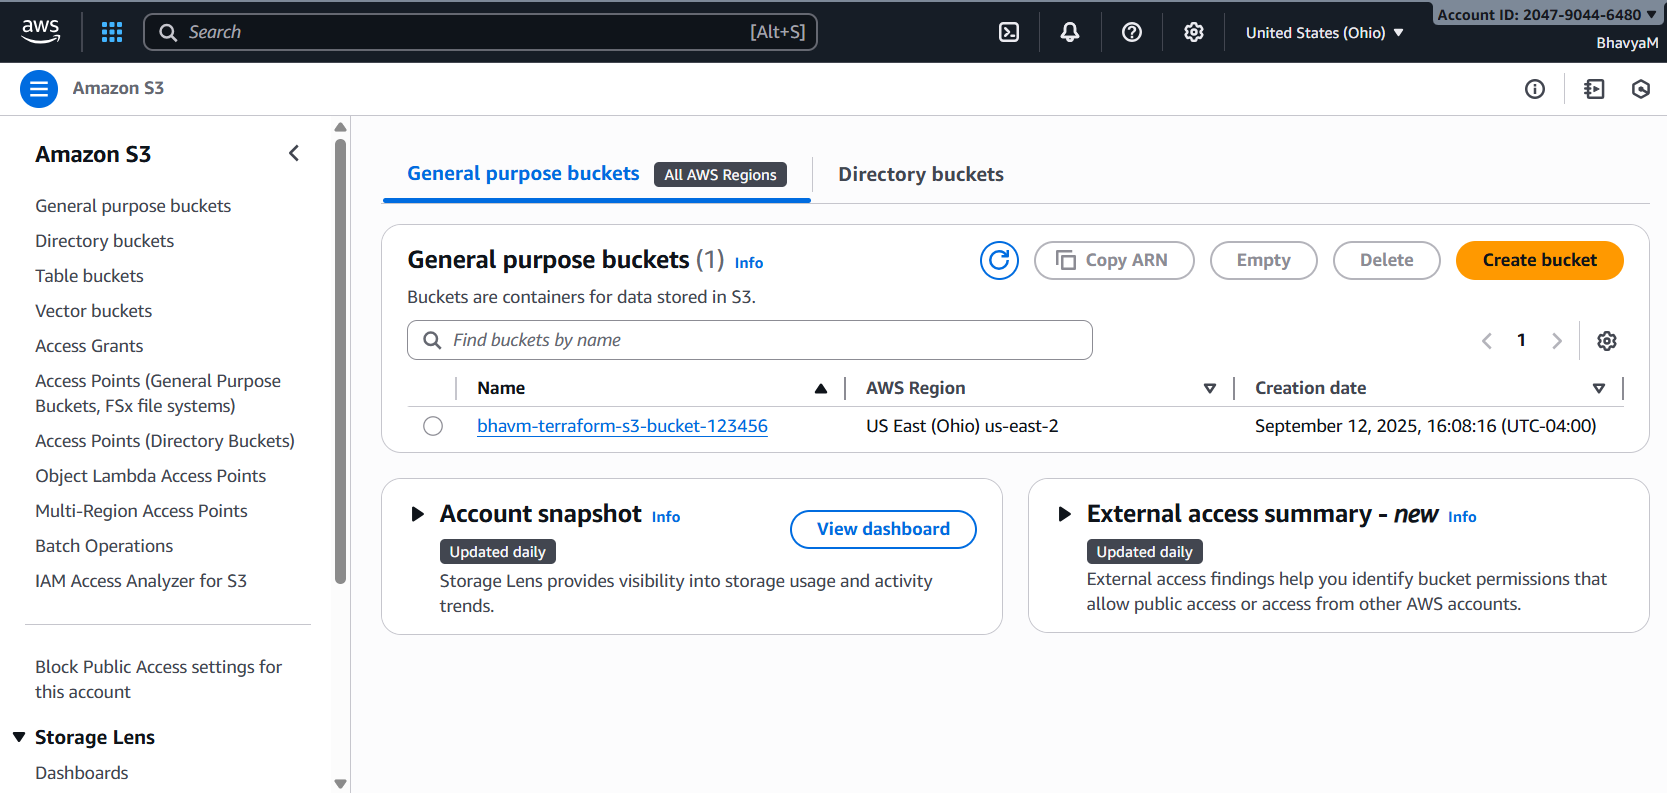 aws
Search
[Alt+S]
United States (Ohio)
Account ID: 2047-9044-6480
BhavyaM
Amazon S3
Amazon S3
General purpose buckets
Directory buckets
Table buckets
Vector buckets
Access Grants
Access Points (General Purpose
Buckets, FSx file systems)
Access Points (Directory Buckets)
Object Lambda Access Points
Multi-Region Access Points
Batch Operations
IAM Access Analyzer for S3
Block Public Access settings for
this account
Storage Lens
Dashboards
General purpose buckets
All AWS Regions
Directory buckets
General purpose buckets (1) Info
Copy ARN
Empty
Delete
Create bucket
Buckets are containers for data stored in S3.
Find buckets by name
1
Name
AWS Region
Creation date
bhavm-terraform-s3-bucket-123456
US East (Ohio) us-east-2
September 12, 2025, 16:08:16 (UTC-04:00)
Account snapshot Info
View dashboard
Updated daily
Storage Lens provides visibility into storage usage and activity
trends.
External access summary - new Info
Updated daily
External access findings help you identify bucket permissions that
allow public access or access from other AWS accounts.